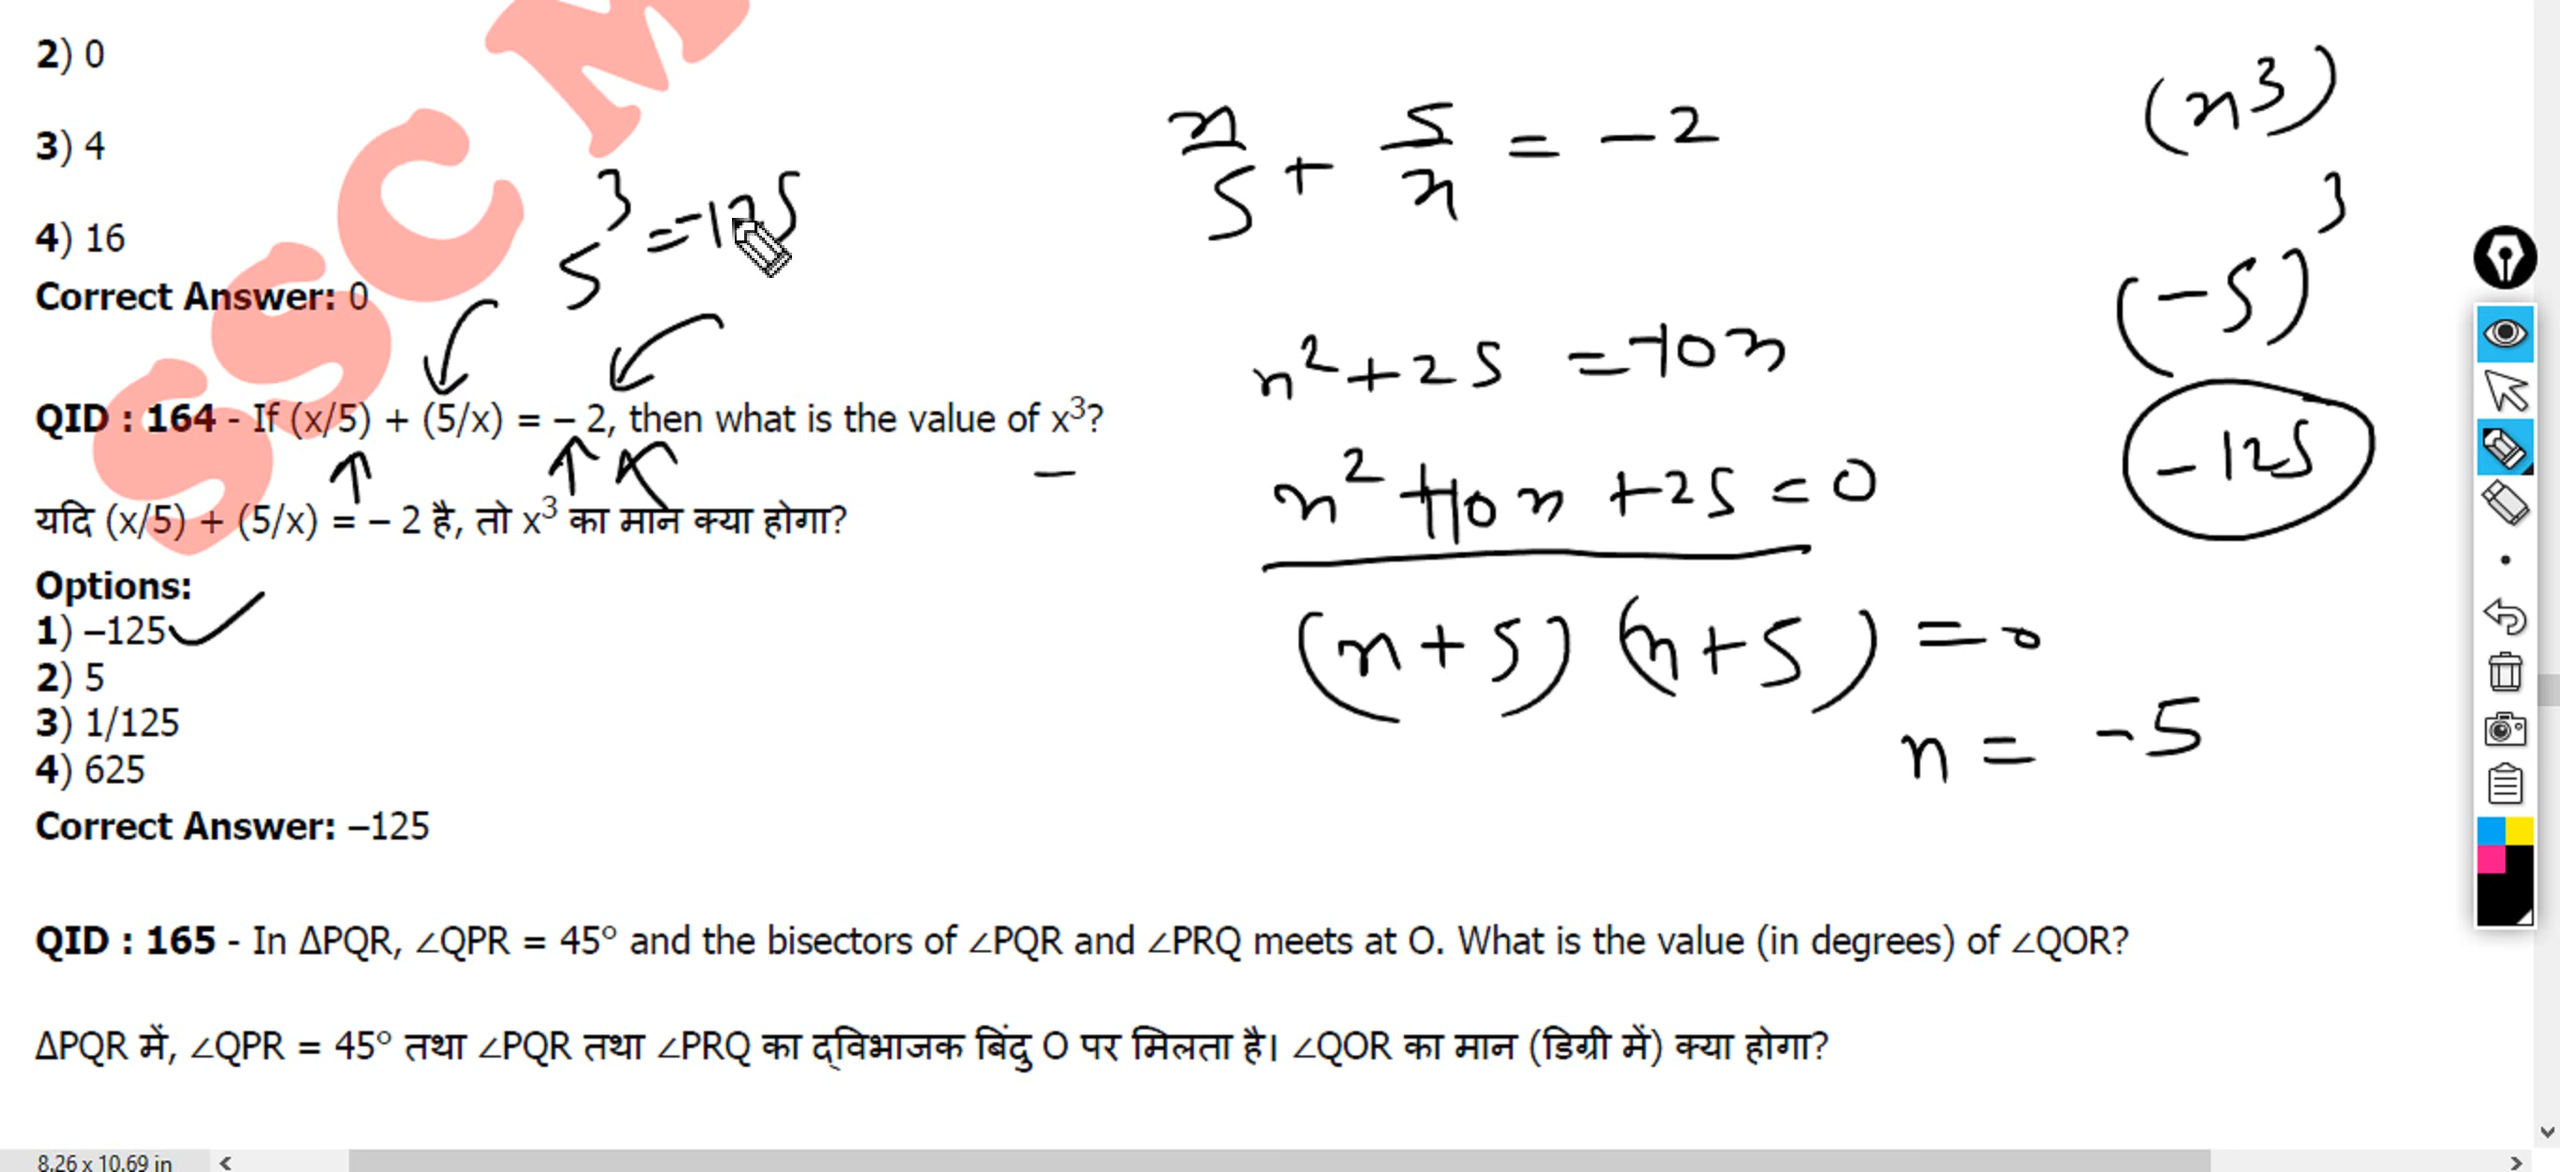 2) 0
3) 4
4) 16
Correct Answer: 0
5³ = -125
QID : 164 - If (x/5) + (5/x) = – 2, then what is the value of x³?
यदि (x/5) + (5/x) = – 2 है, तो x³ का मान क्या होगा?
Options:
1) –125
2) 5
3) 1/125
4) 625
Correct Answer: –125
x/5 + 5/x = -2
x² + 25 = -10x
x² + 10x + 25 = 0
(x + 5) (x + 5) = 0
x = -5
(x³)
(-5)³
-125
QID : 165 - In ΔPQR, ∠QPR = 45° and the bisectors of ∠PQR and ∠PRQ meets at O. What is the value (in degrees) of ∠QOR?
ΔPQR में, ∠QPR = 45° तथा ∠PQR तथा ∠PRQ का द्विभाजक बिंदु O पर मिलता है। ∠QOR का मान (डिग्री में) क्या होगा?
8.26 x 10.69 in
SSC M